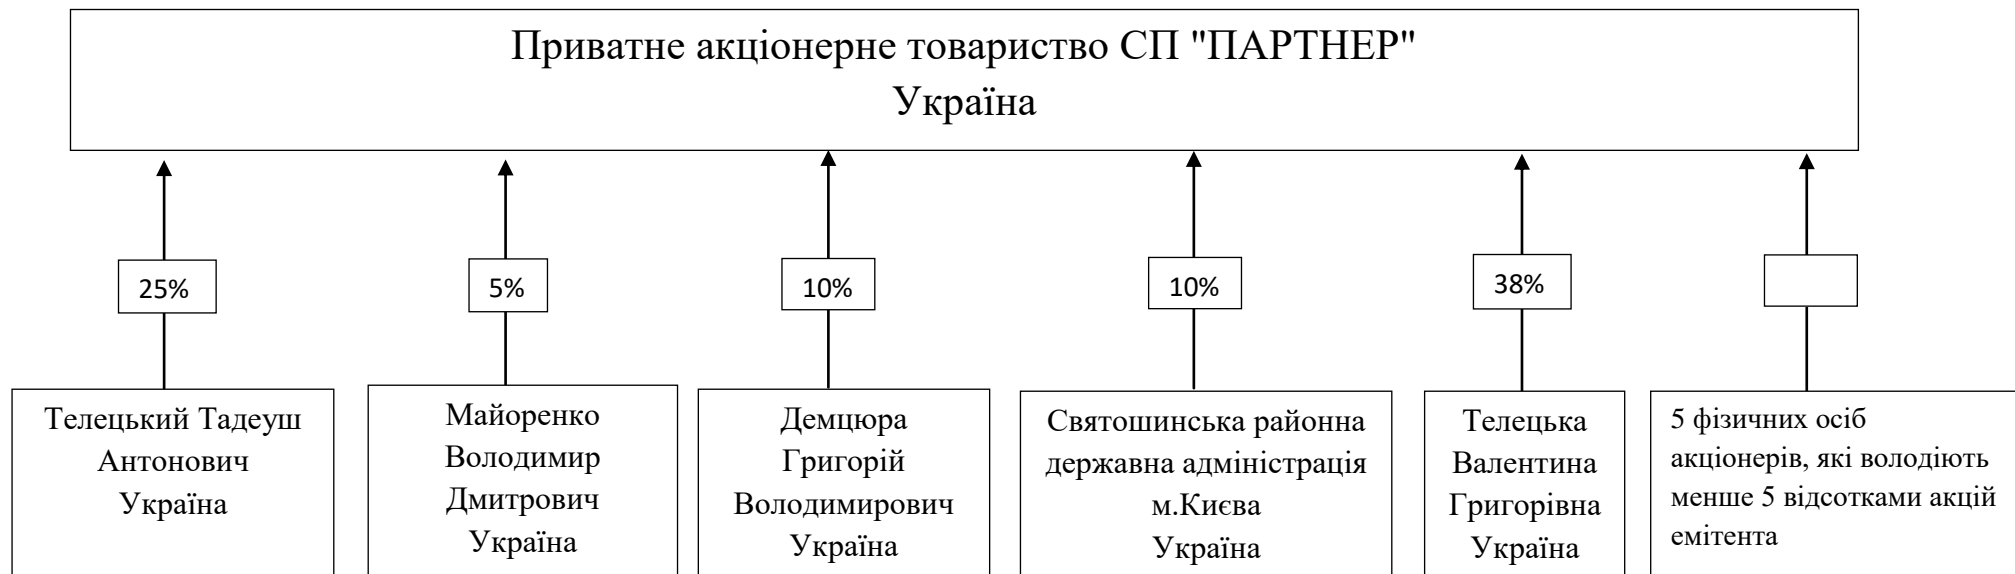 Приватне акціонерне товариство СП "ПАРТНЕР"
Україна
25%
5%
10%
10%
38%
Телецький Тадеуш
Антонович
Україна
Майоренко
Володимир
Дмитрович
Україна
Демцюра
Григорій
Володимирович
Україна
Святошинська районна
державна адміністрація
м.Києва
Україна
Телецька
Валентина
Григорівна
Україна
5 фізичних осіб
акціонерів, які володіють
менше 5 відсотками акцій
емітента